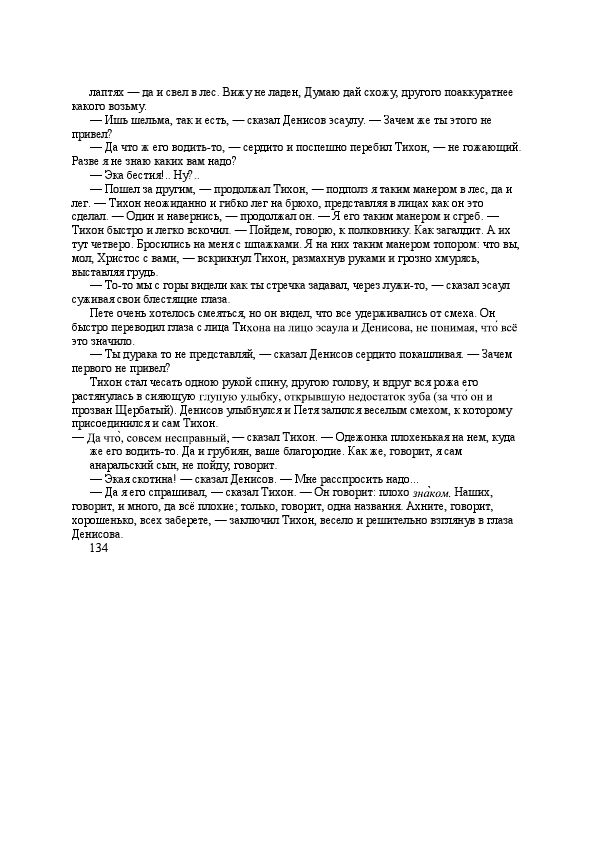 лаптях — да и свел в лес. Вижу не ладен, Думаю дай схожу, другого поаккуратнее
какого возьму.
— Ишь шельма, так и есть, — сказал Денисов эсаулу. — Зачем же ты этого не
привел?
— Да что ж его водить-то, — сердито и поспешно перебил Тихон, — не гожающий.
Разве я не знаю каких вам надо?
— Эка бестия!.. Ну?..
— Пошел за другим, — продолжал Тихон, — подполз я таким манером в лес, да и
лег. — Тихон неожиданно и гибко лег на брюхо, представляя в лицах как он это
сделал. — Один и навернись, — продолжал он. — Я его таким манером и сгреб. —
Тихон быстро и легко вскочил. — Пойдем, говорю, к полковнику. Как загалдит. А их
тут четверо. Бросились на меня с шпажками. Я на них таким манером топором: что вы,
мол, Христос с вами, — вскрикнул Тихон, размахнув руками и грозно хмурясь,
выставляя грудь.
— То-то мы с горы видели как ты стречка задавал, через лужи-то, — сказал эсаул
суживая свои блестящие глаза.
Пете очень хотелось смеяться, но он видел, что все удерживались от смеха. Он
быстро переводил глаза с лица Тихона на лицо эсаула и Денисова, не понимая, что́ всё
это значило.
— Ты дурака то не представляй, — сказал Денисов сердито покашливая. — Зачем
первого не привел?
Тихон стал чесать одною рукой спину, другою голову, и вдруг вся рожа его
растянулась в сияющую глупую улыбку, открывшую недостаток зуба (за что́ он и
прозван Щербатый). Денисов улыбнулся и Петя залился веселым смехом, к которому
присоединился и сам Тихон.
— Да что̀, совсем несправный, — сказал Тихон. — Одежонка плохенькая на нем, куда
же его водить-то. Да и грубиян, ваше благородие. Как же, говорит, я сам
анаральский сын, не пойду, говорит.
— Экая скотина! — сказал Денисов. — Мне расспросить надо...
— Да я его спрашивал, — сказал Тихон. — Он говорит: плохо зна̀ком. Наших,
говорит, и много, да всё плохие; только, говорит, одна названия. Ахните, говорит,
хорошенько, всех заберете, — заключил Тихон, весело и решительно взглянув в глаза
Денисова.
134